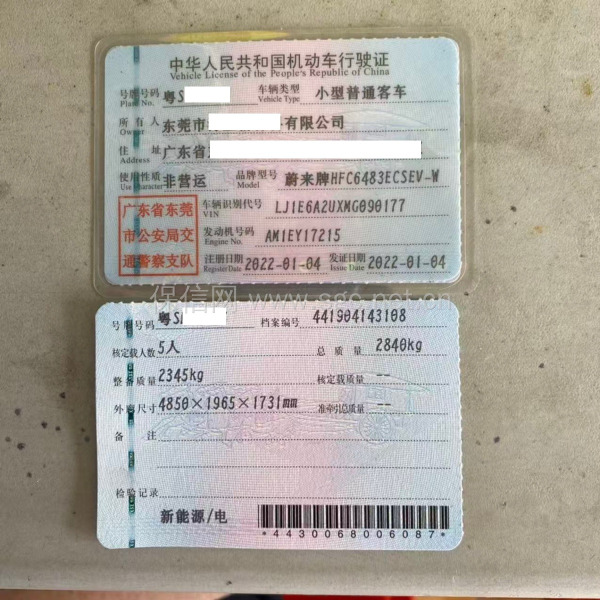 中华人民共和国机动车行驶证
Vehicle License of the People's Republic of China
号牌号码 粤S 车辆类型 小型普通客车
Plate No. Vehicle Type
所有人 东莞市 有限公司
Owner
住址 广东省
Address
使用性质 非营运 品牌型号 蔚来牌HFC6483ECSEV-W
Use Character Model
广东省东莞
市公安局交
通警察支队
车辆识别代号 LJ1E6A2UXMG090177
VIN
发动机号码 AM1EY17215
Engine No.
注册日期 2022-01-04 发证日期 2022-01-04
Register Date Issue Date
保信网 www.sgo.net.cn
号牌号码 粤S 档案编号 441904143108
核定载人数 5人 总质量 2840kg
整备质量 2345kg 核定载质量 --
外廓尺寸 4850×1965×1731mm 准牵引总质量 --
备注
检验记录
新能源/电
*4430068006087*